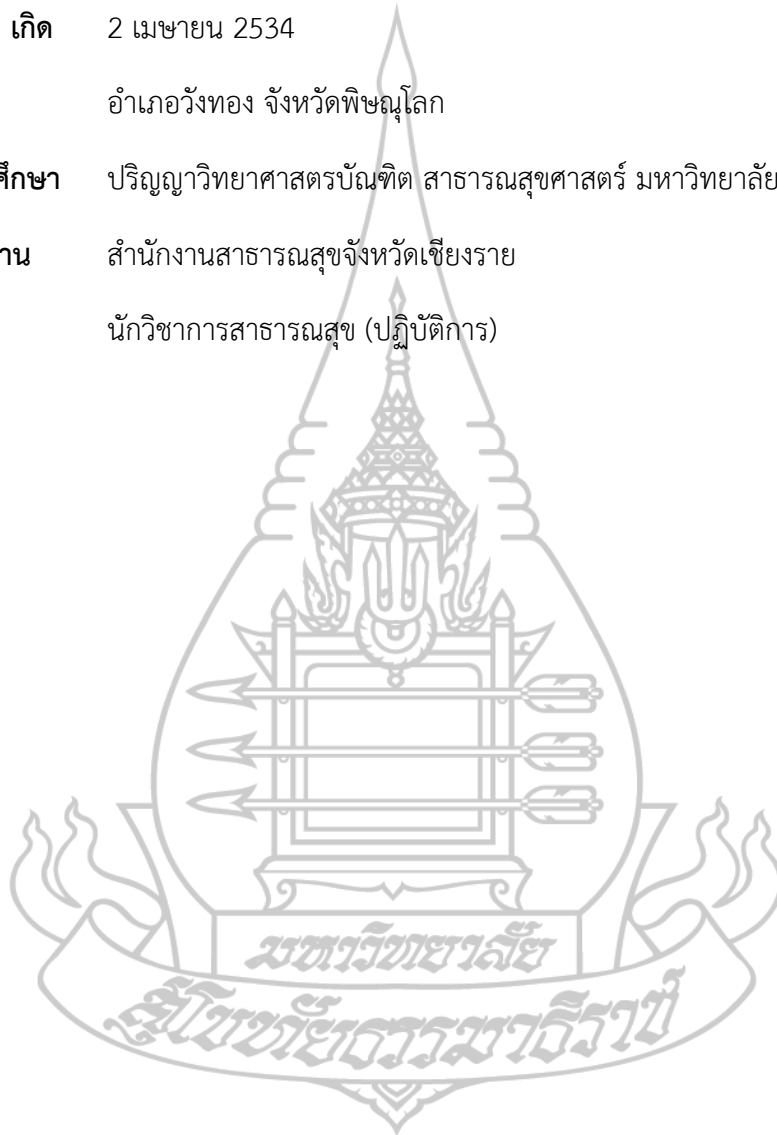 เกิด 2 เมษายน 2534
อำเภอวังทอง จังหวัดพิษณุโลก
ศึกษา ปริญญาวิทยาศาสตรบัณฑิต สาธารณสุขศาสตร์ มหาวิทยาลัย
าน สำนักงานสาธารณสุขจังหวัดเชียงราย
นักวิชาการสาธารณสุข (ปฏิบัติการ)
มหาวิทยาลัย
สุโขทัยธรรมาธิราช